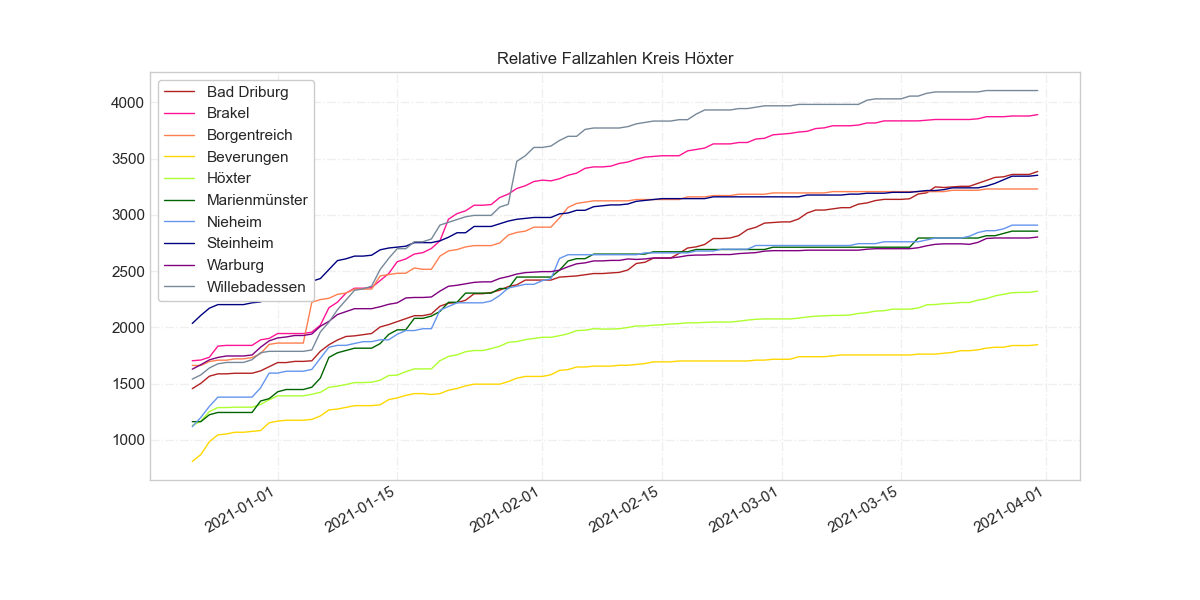 Relative Fallzahlen Kreis Höxter
Bad Driburg
Brakel
Borgentreich
Beverungen
Höxter
Marienmünster
Nieheim
Steinheim
Warburg
Willebadessen
4000
3500
3000
2500
2000
1500
1000
2021-01-01
2021-01-15
2021-02-01
2021-02-15
2021-03-01
2021-03-15
2021-04-01